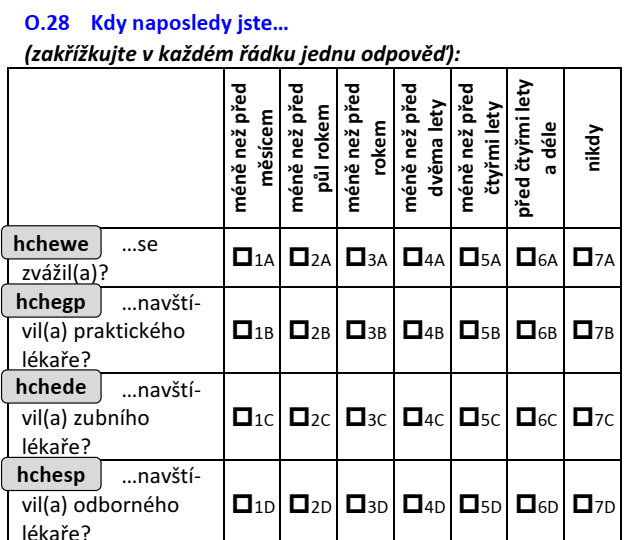 O.28 Kdy naposledy jste…
(zakřížkujte v každém řádku jednu odpověď):
méně než před
měsícem
méně než před
půl rokem
méně než před
rokem
méně než před
dvěma lety
méně než před
čtyřmi lety
před čtyřmi lety
a déle
nikdy
hchewe …se
zvážil(a)?
1A 2A 3A 4A 5A 6A 7A
hchegp …navští-
vil(a) praktického
lékaře?
1B 2B 3B 4B 5B 6B 7B
hchede …navští-
vil(a) zubního
lékaře?
1C 2C 3C 4C 5C 6C 7C
hchesp …navští-
vil(a) odborného
lékaře?
1D 2D 3D 4D 5D 6D 7D